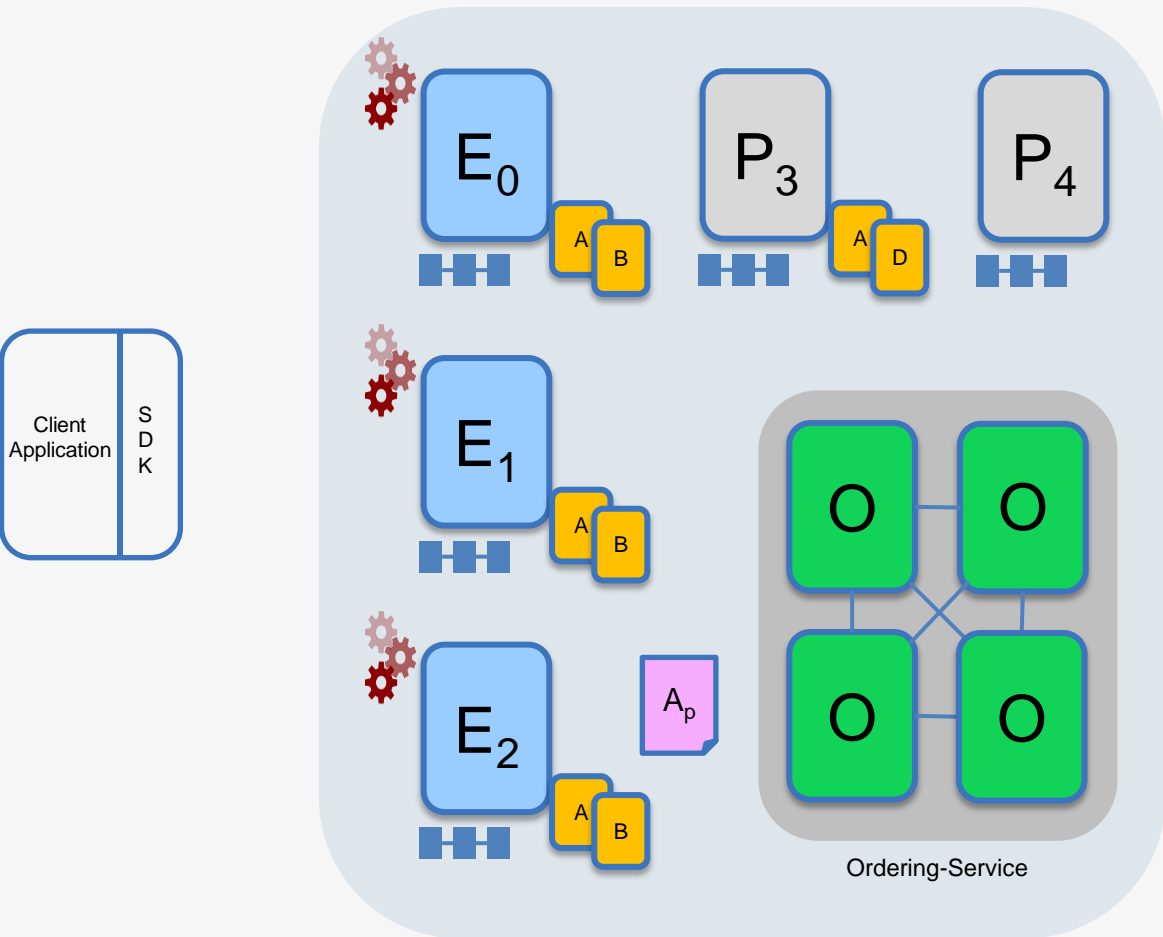 E0
A
B
P3
A
D
P4
Client
Application
S
D
K
E1
A
B
O
O
E2
A
B
Ap
O
O
Ordering-Service